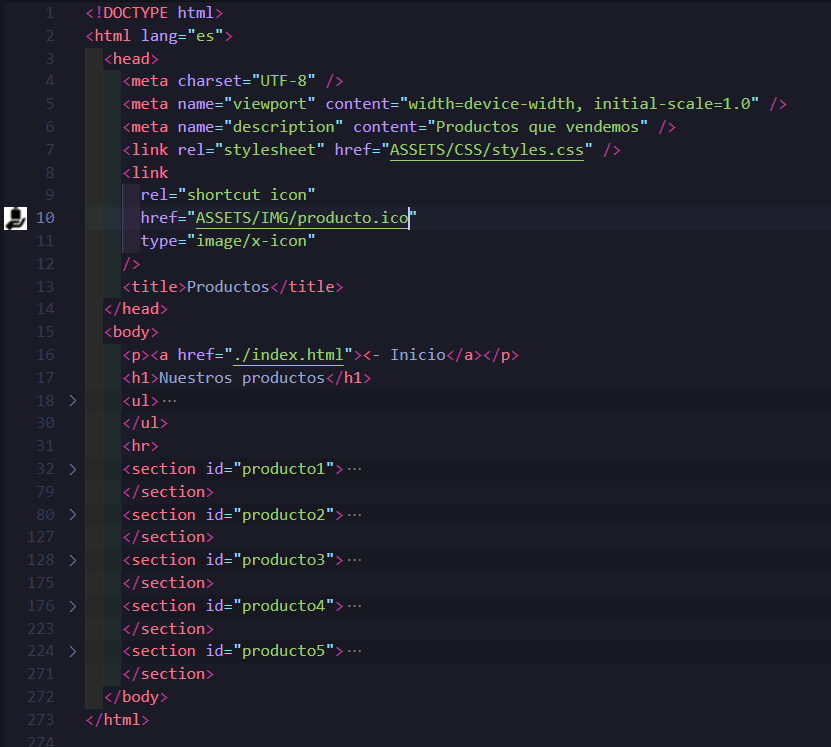 1 <!DOCTYPE html>
2 <html lang="es">
3 <head>
4 <meta charset="UTF-8" />
5 <meta name="viewport" content="width=device-width, initial-scale=1.0" />
6 <meta name="description" content="Productos que vendemos" />
7 <link rel="stylesheet" href="ASSETS/CSS/styles.css" />
8 <link
9 rel="shortcut icon"
10 href="ASSETS/IMG/producto.ico"
11 type="image/x-icon"
12 />
13 <title>Productos</title>
14 </head>
15 <body>
16 <p><a href="./index.html"><- Inicio</a></p>
17 <h1>Nuestros productos</h1>
18 <ul>···
30 </ul>
31 <hr>
32 <section id="producto1">···
79 </section>
80 <section id="producto2">···
127 </section>
128 <section id="producto3">···
175 </section>
176 <section id="producto4">···
223 </section>
224 <section id="producto5">···
271 </section>
272 </body>
273 </html>
274